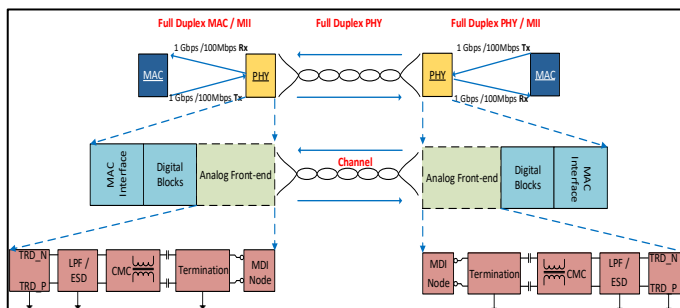 Full Duplex MAC / MII
Full Duplex PHY
Full Duplex PHY / MII
1 Gbps /100Mbps Rx
1 Gbps /100Mbps Tx
MAC
PHY
PHY
MAC
1 Gbps /100Mbps Tx
1 Gbps /100Mbps Rx
MAC
Interface
Digital
Blocks
Analog Front-end
Channel
Analog Front-end
Digital
Blocks
MAC
Interface
TRD_N
TRD_P
LPF /
ESD
CMC
Termination
MDI
Node
MDI
Node
Termination
CMC
LPF /
ESD
TRD_N
TRD_P